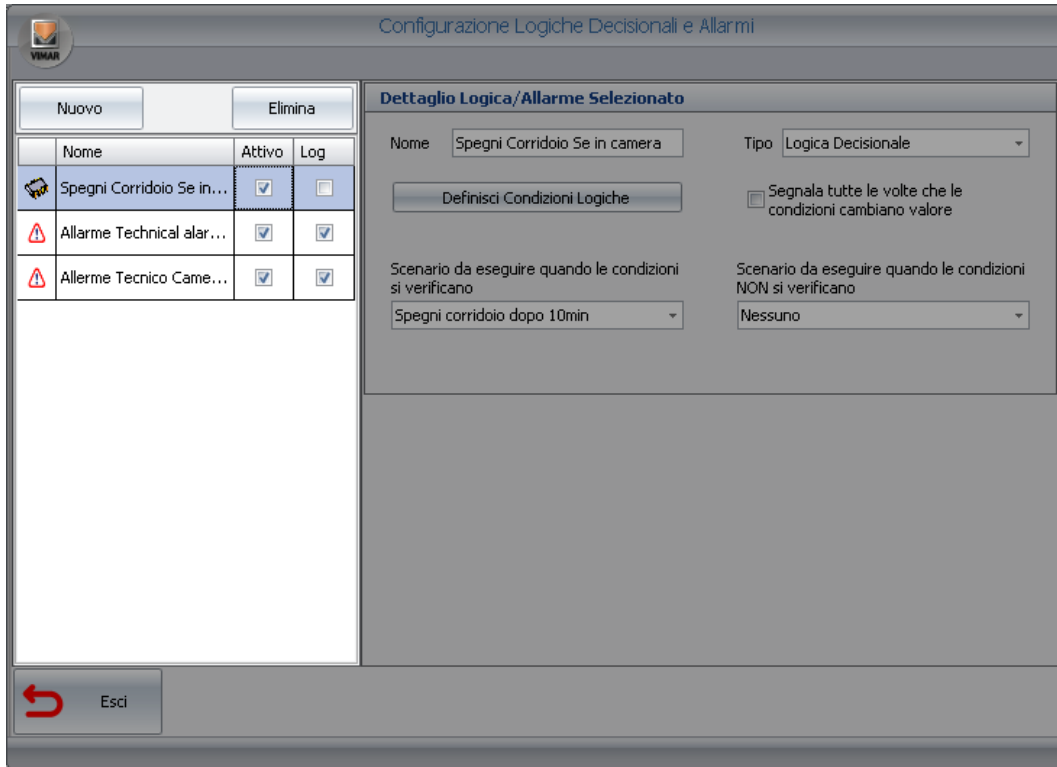 Configurazione Logiche Decisionali e Allarmi
VIMAR
Nuovo
Elimina
Nome
Attivo
Log
Spegni Corridoio Se in...
Allarme Technical alar...
Allerme Tecnico Came...
Dettaglio Logica/Allarme Selezionato
Nome
Spegni Corridoio Se in camera
Tipo
Logica Decisionale
Definisci Condizioni Logiche
Segnala tutte le volte che le
condizioni cambiano valore
Scenario da eseguire quando le condizioni
si verificano
Spegni corridoio dopo 10min
Scenario da eseguire quando le condizioni
NON si verificano
Nessuno
Esci